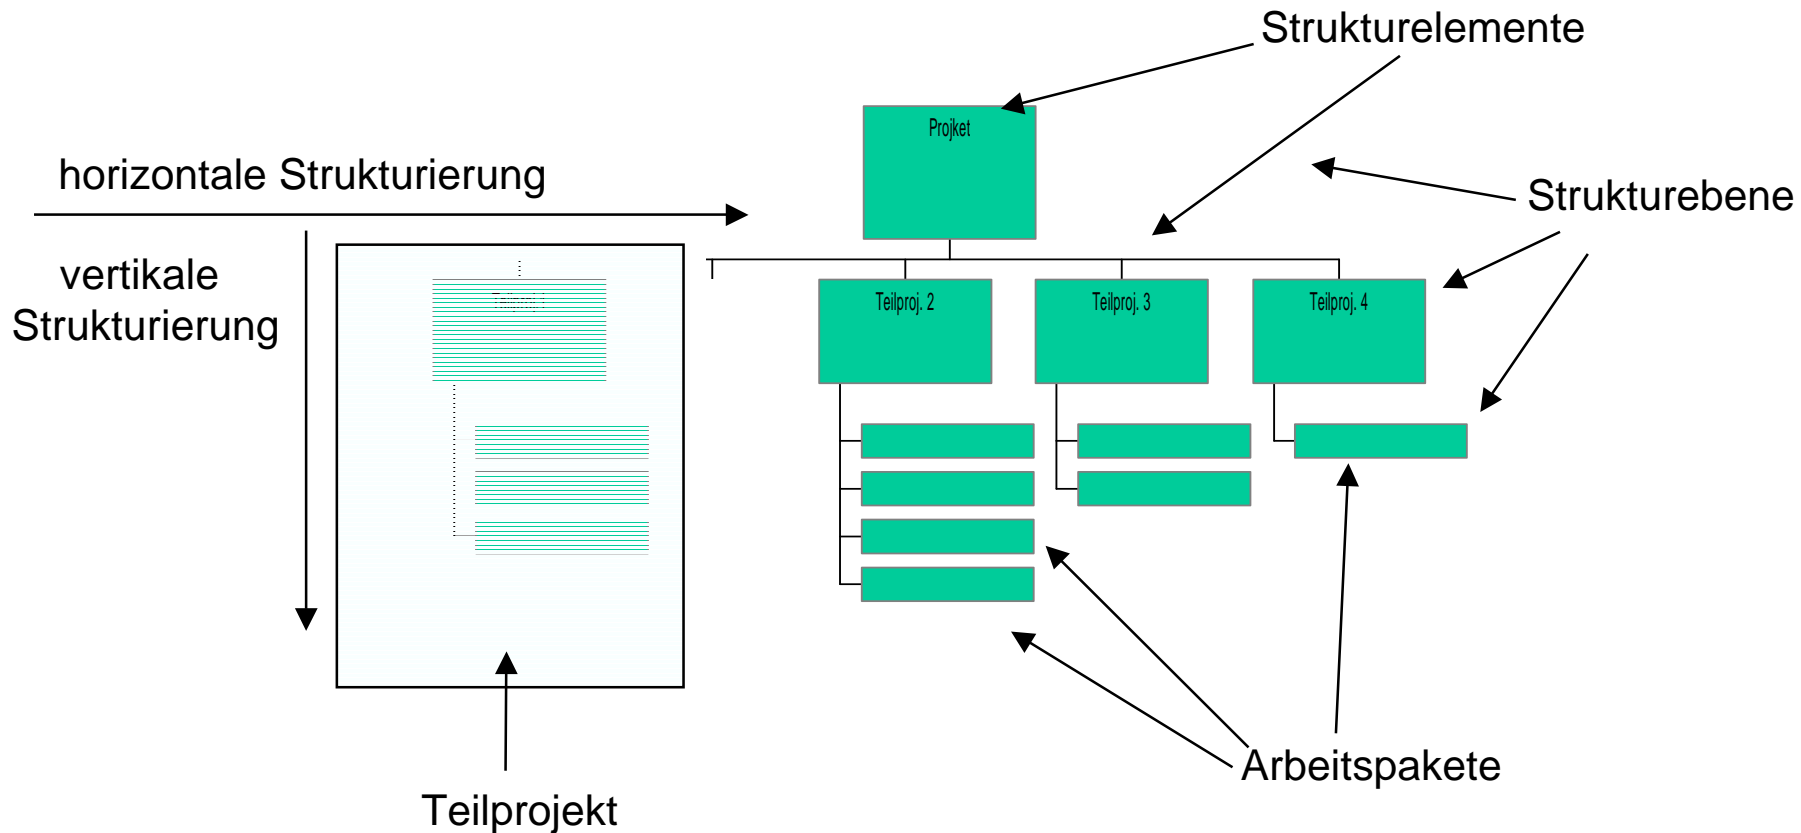 Strukturelemente
Projket
horizontale Strukturierung
Strukturebene
vertikale
Strukturierung
Teilproj. 2
Teilproj. 3
Teilproj. 4
Arbeitspakete
Teilprojekt